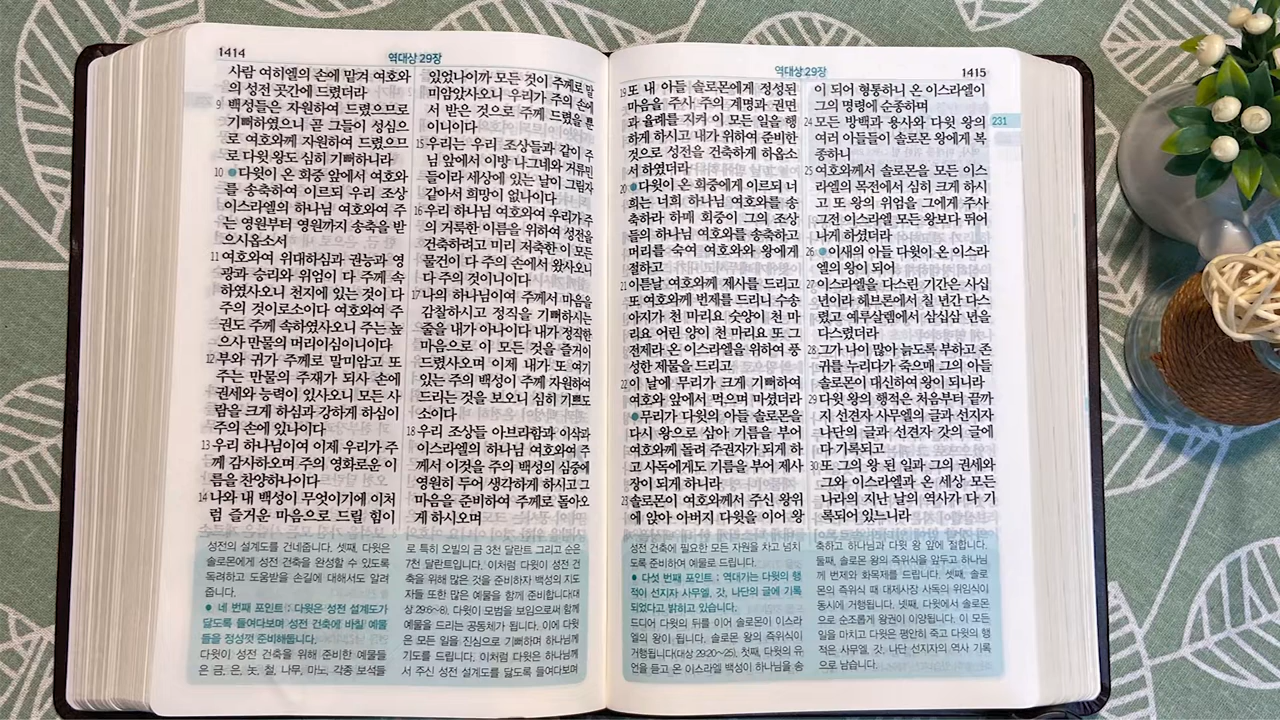 1414
역대상 29장
사람 여히엘의 손에 맡겨 여호와
의 성전 곳간에 드렸더라
9 백성들은 자원하여 드렸으므로
기뻐하였으니 곧 그들이 성심으
로 여호와께 자원하여 드렸으므
로 다윗 왕도 심히 기뻐하니라
10 ●다윗이 온 회중 앞에서 여호와
를 송축하여 이르되 우리 조상
이스라엘의 하나님 여호와여 주
는 영원부터 영원까지 송축을 받
으시옵소서
11 여호와여 위대하심과 권능과 영
광과 승리와 위엄이 다 주께 속
하였사오니 천지에 있는 것이 다
주의 것이로소이다 여호와여 주
권도 주께 속하였사오니 주는 높
으사 만물의 머리이심이니이다
12 부와 귀가 주께로 말미암고 또
주는 만물의 주재가 되사 손에
권세와 능력이 있사오니 모든 사
람을 크게 하심과 강하게 하심이
주의 손에 있나이다
13 우리 하나님이여 이제 우리가 주
께 감사하오며 주의 영화로운 이
름을 찬양하나이다
14 나와 내 백성이 무엇이기에 이처
럼 즐거운 마음으로 드릴 힘이
있었나이까 모든 것이 주께로 말
미암았사오니 우리가 주의 손에
서 받은 것으로 주께 드렸을 뿐
이니이다
15 우리는 우리 조상들과 같이 주
님 앞에서 이방 나그네와 거류민
들이라 세상에 있는 날이 그림자
같아서 희망이 없나이다
16 우리 하나님 여호와여 우리가 주
의 거룩한 이름을 위하여 성전을
건축하려고 미리 저축한 이 모든
물건이 다 주의 손에서 왔사오니
다 주의 것이니이다
17 나의 하나님이여 주께서 마음을
감찰하시고 정직을 기뻐하시는
줄을 내가 아나이다 내가 정직한
마음으로 이 모든 것을 즐거이
드렸사오며 이제 내가 또 여기
있는 주의 백성이 주께 자원하여
드리는 것을 보오니 심히 기쁘도
소이다
18 우리 조상들 아브라함과 이삭과
이스라엘의 하나님 여호와여 주
께서 이것을 주의 백성의 심중에
영원히 두어 생각하게 하시고 그
마음을 준비하여 주께로 돌아오
게 하시오며
성전의 설계도를 건네줍니다. 셋째, 다윗은
솔로몬에게 성전 건축을 완성할 수 있도록
독려하고 도움받을 손길에 대해서도 알려
줍니다.
● 네 번째 포인트 : 다윗은 성전 설계도가
닳도록 들여다보며 성전 건축에 바칠 예물
들을 정성껏 준비해둡니다.
다윗이 성전 건축을 위해 준비한 예물들
은 금, 은, 놋, 철, 나무, 마노, 각종 보석들
로 특히 오빌의 금 3천 달란트 그리고 순은
7천 달란트입니다. 이처럼 다윗이 성전 건
축을 위해 많은 것을 준비하자 백성의 지도
자들 또한 많은 예물을 함께 준비합니다(대
상 29:6~8). 다윗이 모범을 보임으로써 함께
예물을 드리는 공동체가 됩니다. 이에 다윗
은 모든 일을 진심으로 기뻐하며 하나님께
기도를 드립니다. 이처럼 다윗은 하나님께
서 주신 성전 설계도를 닳도록 들여다보며
역대상 29장
1415
19 또 내 아들 솔로몬에게 정성된
마음을 주사 주의 계명과 권면
과 율례를 지켜 이 모든 일을 행
하게 하시고 내가 위하여 준비한
것으로 성전을 건축하게 하옵소
서 하였더라
20 ●다윗이 온 회중에게 이르되 너
희는 너희 하나님 여호와를 송
축하라 하매 회중이 그의 조상
들의 하나님 여호와를 송축하고
머리를 숙여 여호와와 왕에게
절하고
21 이튿날 여호와께 제사를 드리고
또 여호와께 번제를 드리니 수송
아지가 천 마리요 숫양이 천 마
리요 어린 양이 천 마리요 또 그
전제라 온 이스라엘을 위하여 풍
성한 제물을 드리고
22 이 날에 무리가 크게 기뻐하여
여호와 앞에서 먹으며 마셨더라
●무리가 다윗의 아들 솔로몬을
다시 왕으로 삼아 기름을 부어
여호와께 돌려 주권자가 되게 하
고 사독에게도 기름을 부어 제사
장이 되게 하니라
23 솔로몬이 여호와께서 주신 왕위
에 앉아 아버지 다윗을 이어 왕
이 되어 형통하니 온 이스라엘이
그의 명령에 순종하며
24 모든 방백과 용사와 다윗 왕의
여러 아들들이 솔로몬 왕에게 복
종하니
231
25 여호와께서 솔로몬을 모든 이스
라엘의 목전에서 심히 크게 하시
고 또 왕의 위엄을 그에게 주사
그전 이스라엘 모든 왕보다 뛰어
나게 하셨더라
26 ●이새의 아들 다윗이 온 이스라
엘의 왕이 되어
27 이스라엘을 다스린 기간은 사십
년이라 헤브론에서 칠 년간 다스
렸고 예루살렘에서 삼십삼 년을
다스렸더라
28 그가 나이 많아 늙도록 부하고 존
귀를 누리다가 죽으매 그의 아들
솔로몬이 대신하여 왕이 되니라
29 다윗 왕의 행적은 처음부터 끝까
지 선견자 사무엘의 글과 선지자
나단의 글과 선견자 갓의 글에
다 기록되고
30 또 그의 왕 된 일과 그의 권세와
그와 이스라엘과 온 세상 모든
나라의 지난 날의 역사가 다 기
록되어 있느니라
성전 건축에 필요한 모든 자원을 차고 넘치
도록 준비하여 예물로 드립니다.
● 다섯 번째 포인트 : 역대기는 다윗의 행
적이 선지자 사무엘, 갓, 나단의 글에 기록
되었다고 밝히고 있습니다.
드디어 다윗의 뒤를 이어 솔로몬이 이스라
엘의 왕이 됩니다. 솔로몬 왕의 즉위식이
거행됩니다(대상 29:20~25). 첫째, 다윗의 유
언을 듣고 온 이스라엘 백성이 하나님을 송
축하고 하나님과 다윗 왕 앞에 절합니다.
둘째, 솔로몬 왕의 즉위식을 앞두고 하나님
께 번제와 화목제를 드립니다. 셋째, 솔로
몬의 즉위식 때 대제사장 사독의 위임식이
동시에 거행됩니다. 넷째, 다윗에서 솔로몬
으로 순조롭게 왕권이 이양됩니다. 이 모든
일을 마치고 다윗은 평안히 죽고 다윗의 행
적은 사무엘, 갓, 나단 선지자의 역사 기록
으로 남습니다.